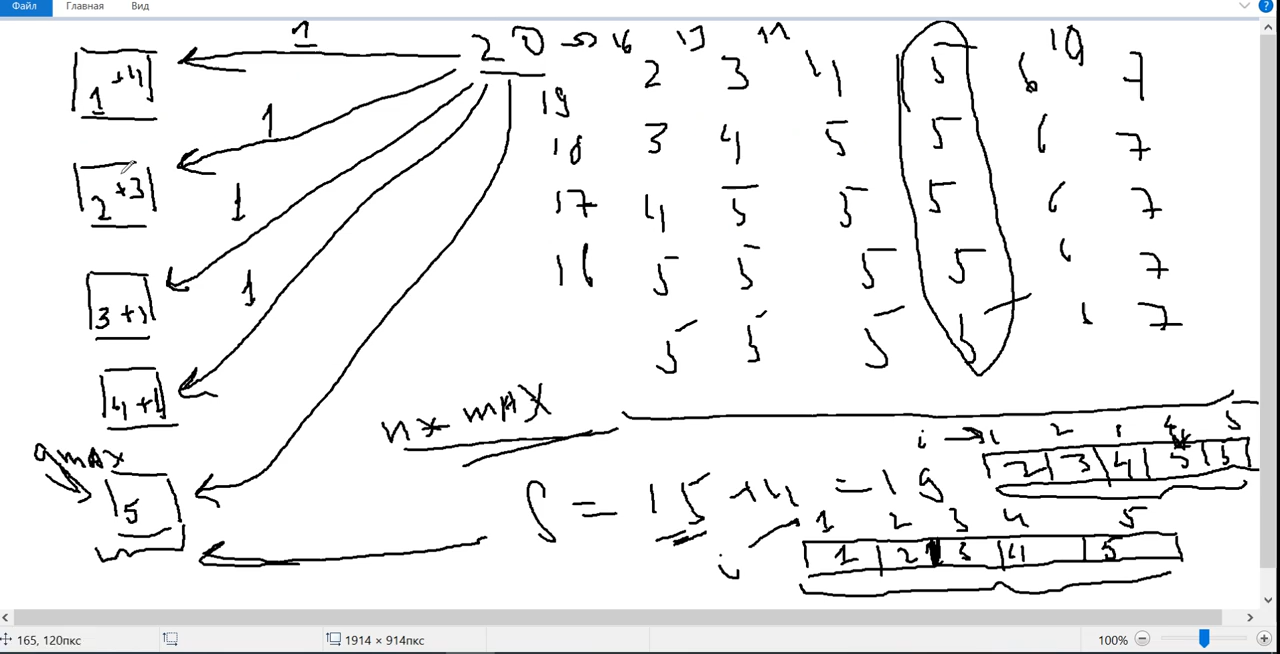 Файл Главная Вид
1 20 → 16 17
2 3 4 5 6 19 7
1+4
19
1
18 3 4 5 5 6 7
2+3
1
17 4 5 5 5 6 7
16 5 5 5 5 6 7
1
3+1
5 5 5 5 6 7
4+1
n * max
amax
i → 1 2 4 5
2 3 4 5 5
5
S = 15 + 4 = 19
i
1 2 3 4 5
1 2 3 4 5
165, 120пкс
1914 × 914пкс
100%